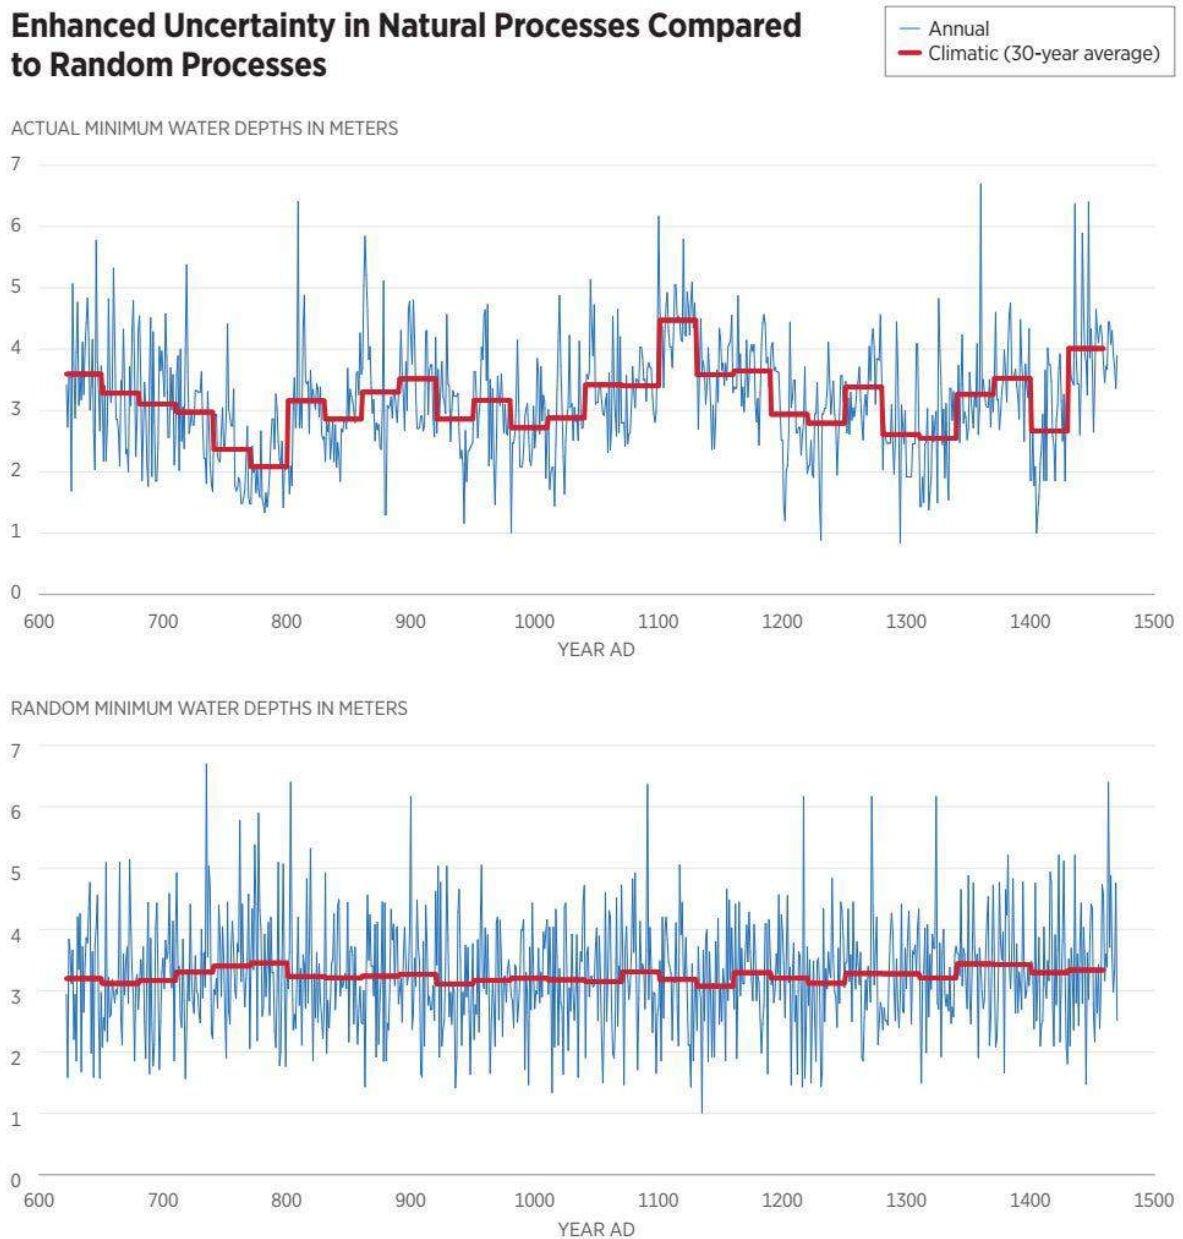 Enhanced Uncertainty in Natural Processes Compared
to Random Processes
Annual
Climatic (30-year average)
ACTUAL MINIMUM WATER DEPTHS IN METERS
7
6
5
4
3
2
1
0
600 700 800 900 1000 1100 1200 1300 1400 1500
YEAR AD
RANDOM MINIMUM WATER DEPTHS IN METERS
7
6
5
4
3
2
1
0
600 700 800 900 1000 1100 1200 1300 1400 1500
YEAR AD